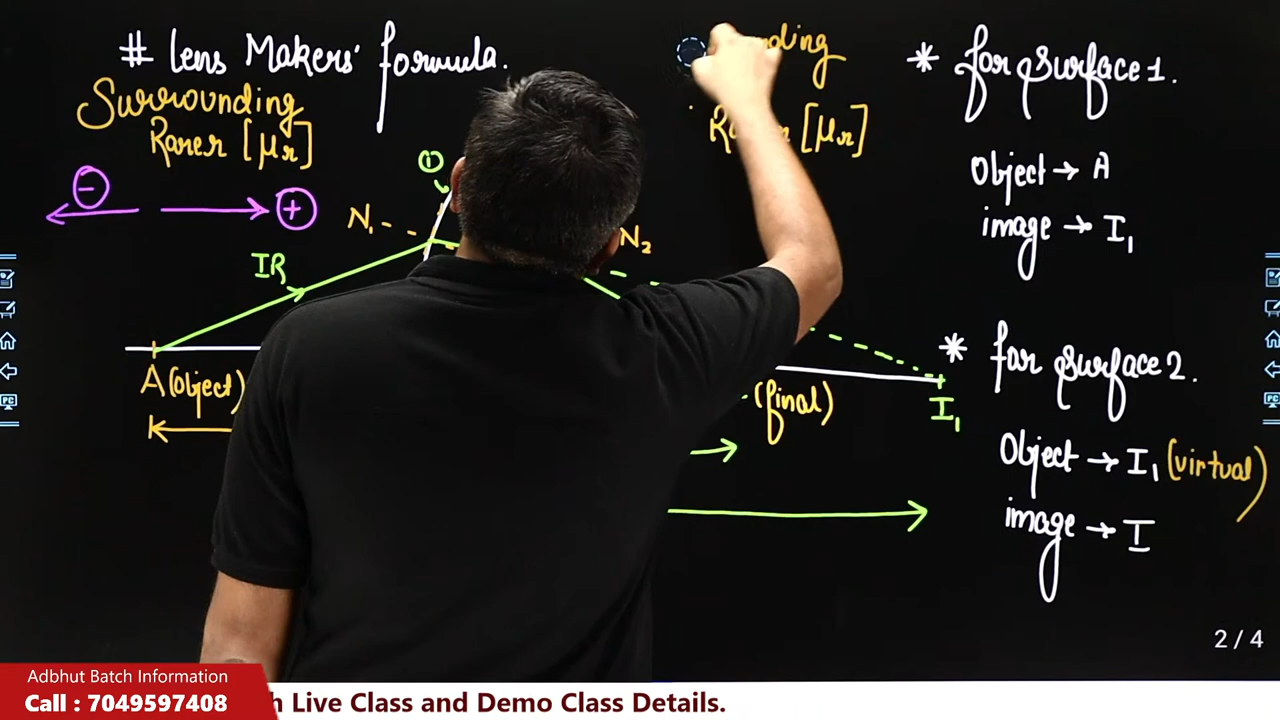 # Lens Makers' formula.
Surrounding
Rarer [μr]
⊖
⊕
①
N₁
IR
A (object)
N₂
[μr]
(final)
I₁
* for surface 1.
Object → A
image → I₁
* for surface 2.
Object → I₁ (virtual)
image → I
2 / 4
PC
PC
Adbhut Batch Information
Call : 7049597408
Live Class and Demo Class Details.